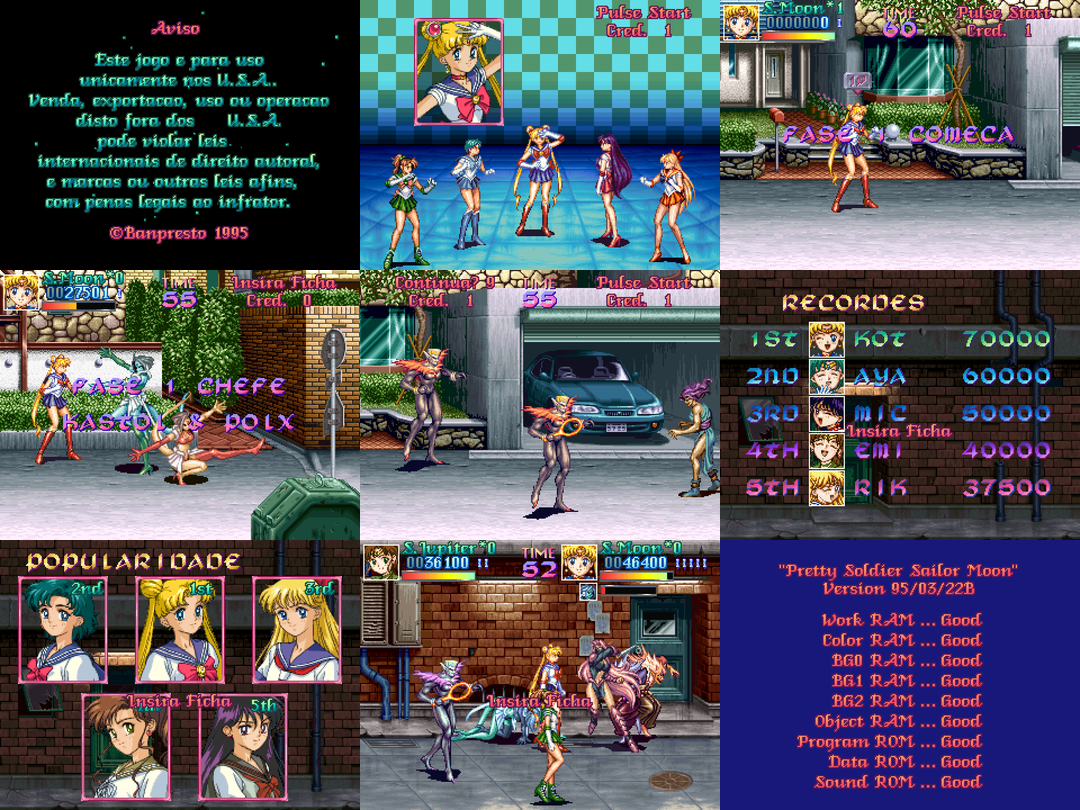 Aviso
Este jogo e para uso
unicamente nos U.S.A..
Venda, exportacao, uso ou operacao
disto fora dos U.S.A.
pode violar leis
internacionais de direito autoral,
e marcas ou outras leis afins,
com penas legais ao infrator.
©Banpresto 1995
Pulse Start
Cred. 1
S.Moon*1
0000000
TIME
60
Pulse Start
Cred. 1
FASE 1 COMECA
S.Moon*0
0027501
TIME
55
Insira Ficha
Cred. 0
FASE 1 CHEFE
KASTOL & POLX
Continua? 9
Cred. 1
TIME
55
Pulse Start
Cred. 1
RECORDES
1ST KOT 70000
2ND AYA 60000
3RD MIC 50000
Insira Ficha
4TH EMI 40000
5TH RIK 37500
POPULARIDADE
2nd
1st
3rd
Insira Ficha
5th
S.Jupiter*0
0036100
TIME
52
S.Moon*0
0046400
Insira Ficha
"Pretty Soldier Sailor Moon"
Version 95/03/22B
Work RAM ... Good
Color RAM ... Good
BG0 RAM ... Good
BG1 RAM ... Good
BG2 RAM ... Good
Object RAM ... Good
Program ROM ... Good
Data ROM ... Good
Sound ROM ... Good